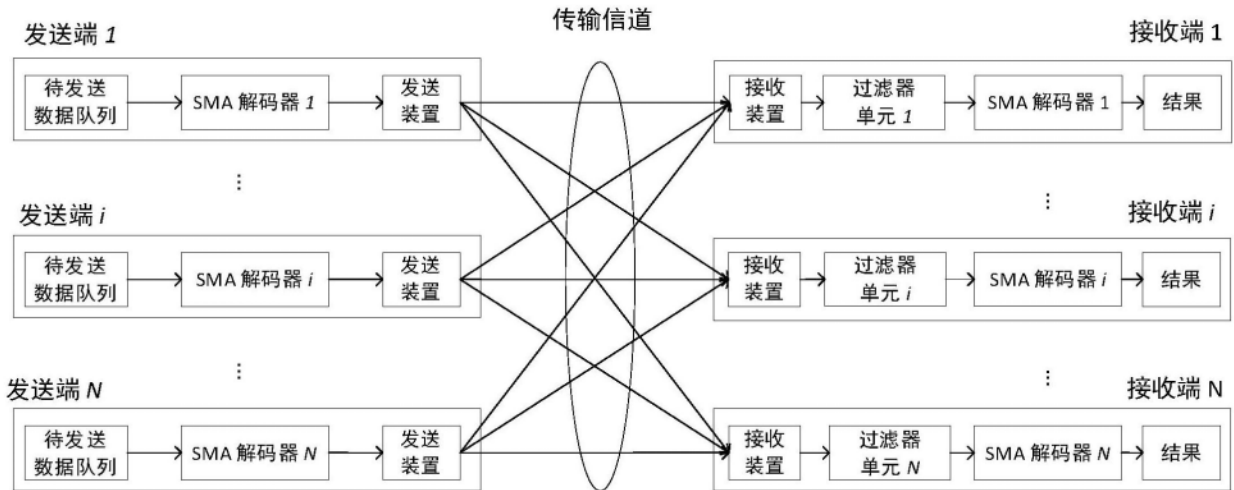 传输信道
发送端 1
待发送
数据队列
SMA 解码器 1
发送
装置
接收端 1
接收
装置
过滤器
单元 1
SMA 解码器 1
结果
⋮
⋮
发送端 i
待发送
数据队列
SMA 解码器 i
发送
装置
接收端 i
接收
装置
过滤器
单元 i
SMA 解码器 i
结果
⋮
⋮
发送端 N
待发送
数据队列
SMA 解码器 N
发送
装置
接收端 N
接收
装置
过滤器
单元 N
SMA 解码器 N
结果